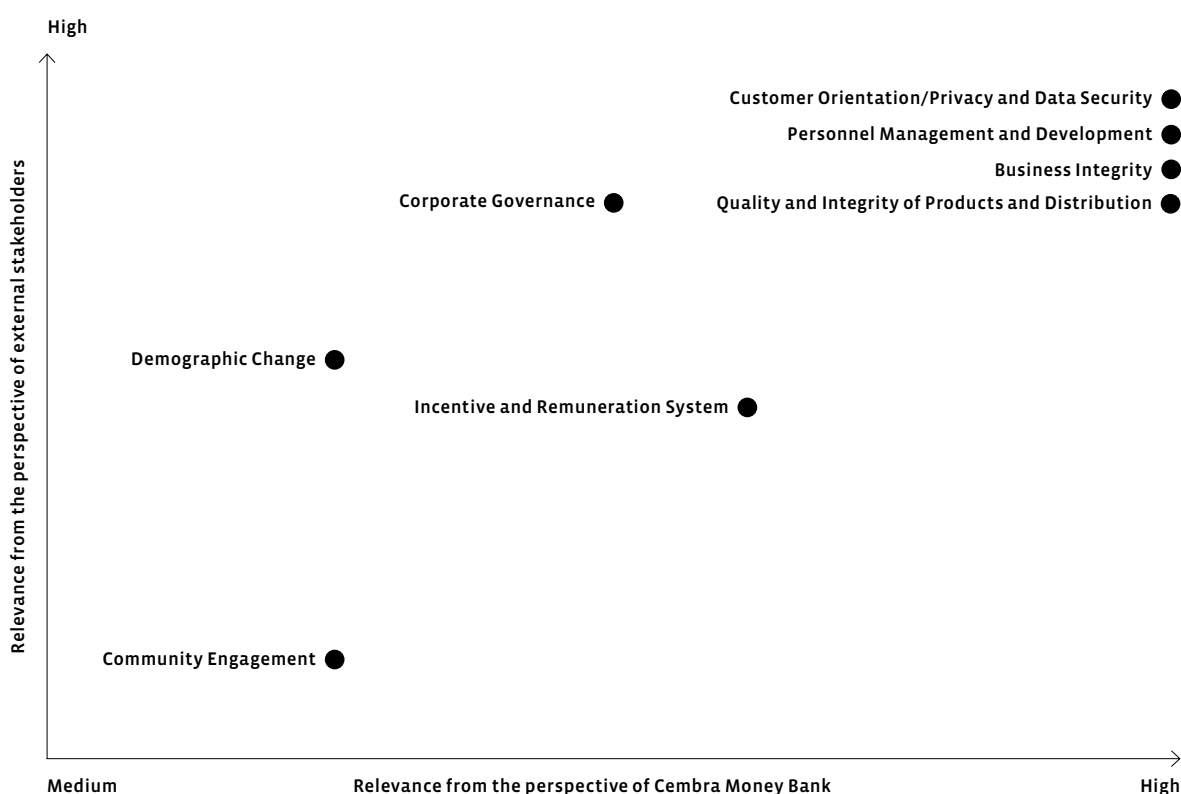 High
Relevance from the perspective of external stakeholders
Customer Orientation/Privacy and Data Security
Personnel Management and Development
Business Integrity
Corporate Governance
Quality and Integrity of Products and Distribution
Demographic Change
Incentive and Remuneration System
Community Engagement
Medium
Relevance from the perspective of Cembra Money Bank
High